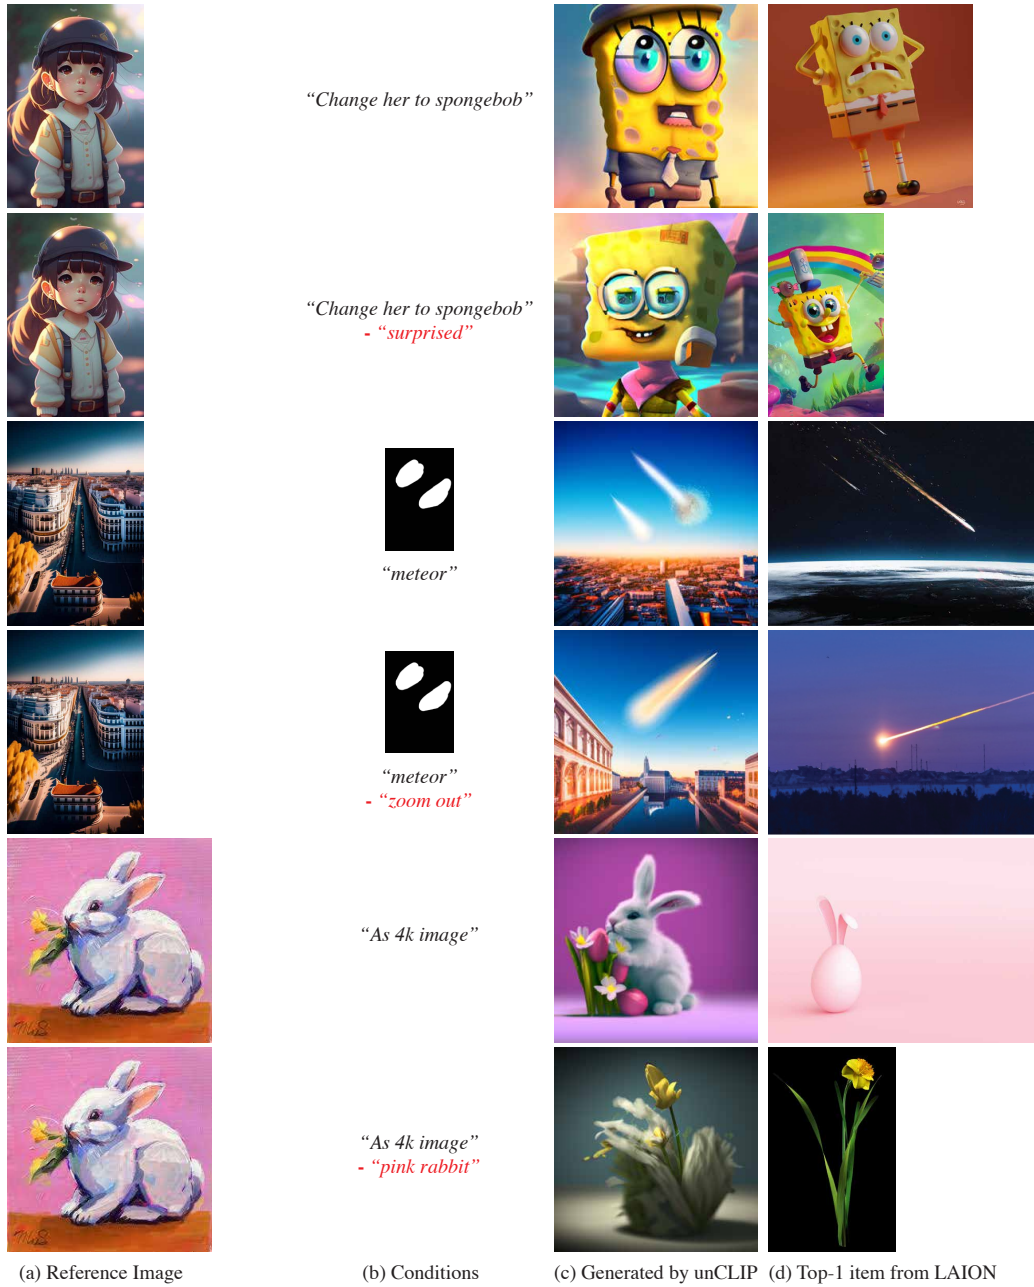 “Change her to spongebob”
“Change her to spongebob”
- “surprised”
“meteor”
“meteor”
- “zoom out”
“As 4k image”
“As 4k image”
- “pink rabbit”
(a) Reference Image
(b) Conditions
(c) Generated by unCLIP
(d) Top-1 item from LAION